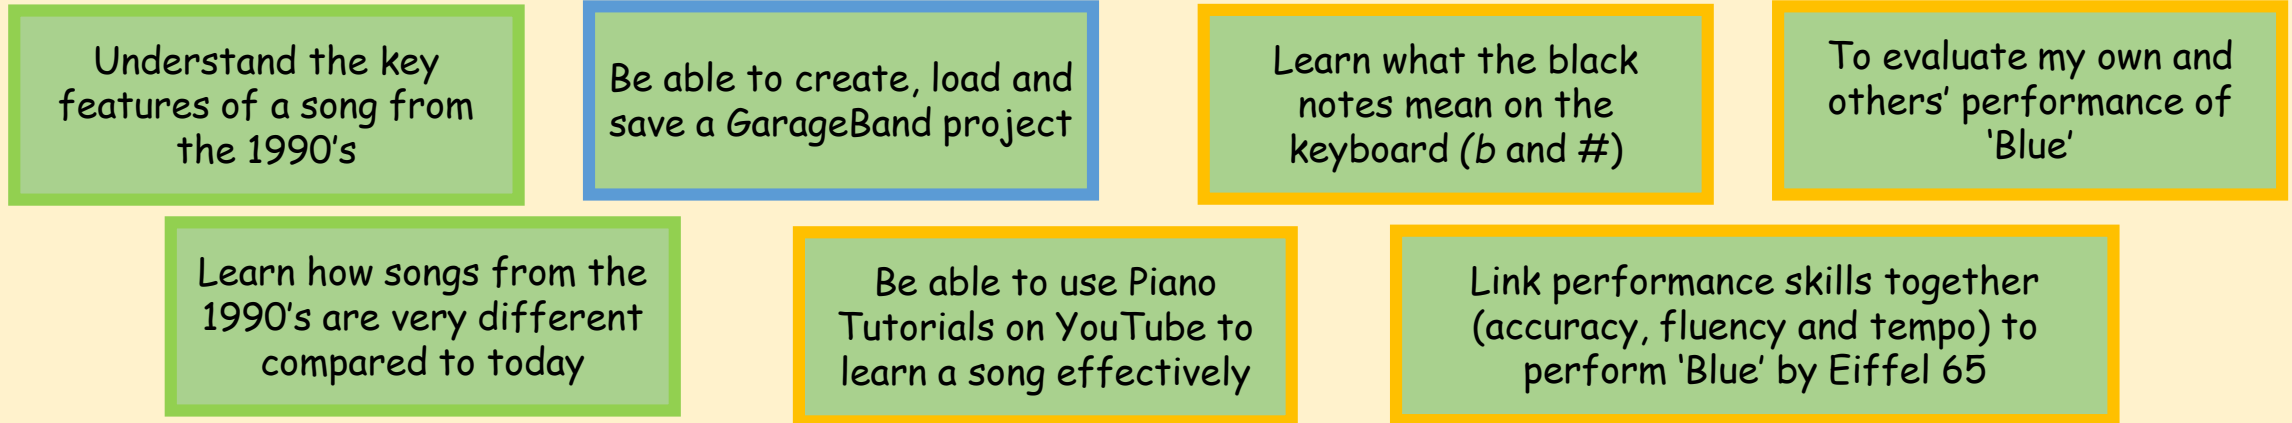 Understand the key
features of a song from
the 1990's
Be able to create, load and
save a GarageBand project
Learn what the black
notes mean on the
keyboard (b and #)
To evaluate my own and
others' performance of
'Blue'
Learn how songs from the
1990's are very different
compared to today
Be able to use Piano
Tutorials on YouTube to
learn a song effectively
Link performance skills together
(accuracy, fluency and tempo) to
perform 'Blue' by Eiffel 65